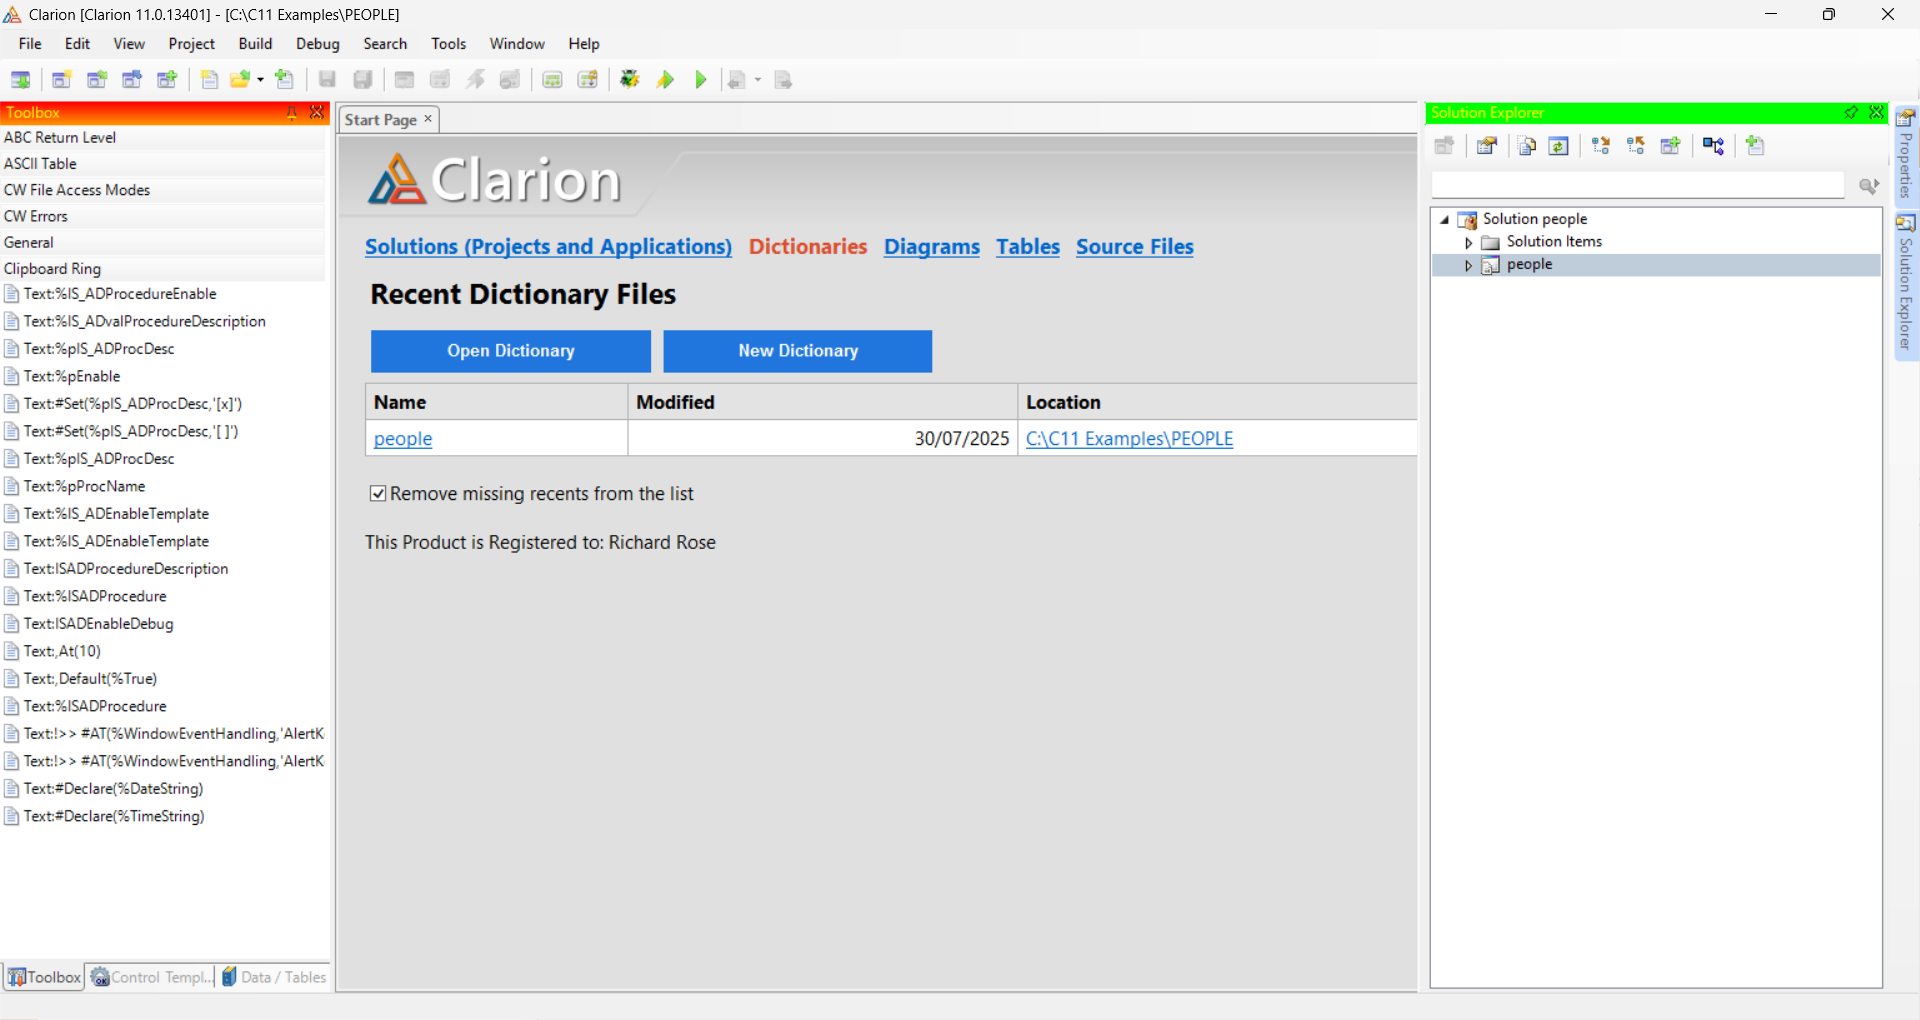 Clarion [Clarion 11.0.13401] - [C:\C11 Examples\PEOPLE]
File Edit View Project Build Debug Search Tools Window Help
Toolbox
ABC Return Level
ASCII Table
CW File Access Modes
CW Errors
General
Clipboard Ring
Text:%IS_ADProcedureEnable
Text:%IS_ADvalProcedureDescription
Text:%pIS_ADProcDesc
Text:%pEnable
Text:#Set(%pIS_ADProcDesc,'[x]')
Text:#Set(%pIS_ADProcDesc,'[ ]')
Text:%pIS_ADProcDesc
Text:%pProcName
Text:%IS_ADEnableTemplate
Text:%IS_ADEnableTemplate
Text:ISADProcedureDescription
Text:%ISADProcedure
Text:ISADEnableDebug
Text:,At(10)
Text:,Default(%True)
Text:%ISADProcedure
Text:!>> #AT(%WindowEventHandling,'AlertK
Text:!>> #AT(%WindowEventHandling,'AlertK
Text:#Declare(%DateString)
Text:#Declare(%TimeString)
Toolbox Control Templ... Data / Tables
Start Page
Clarion
Solutions (Projects and Applications) Dictionaries Diagrams Tables Source Files
Recent Dictionary Files
Open Dictionary New Dictionary
Name Modified Location
people 30/07/2025 C:\C11 Examples\PEOPLE
Remove missing recents from the list
This Product is Registered to: Richard Rose
Solution Explorer
Solution people
Solution Items
people
Properties
Solution Explorer